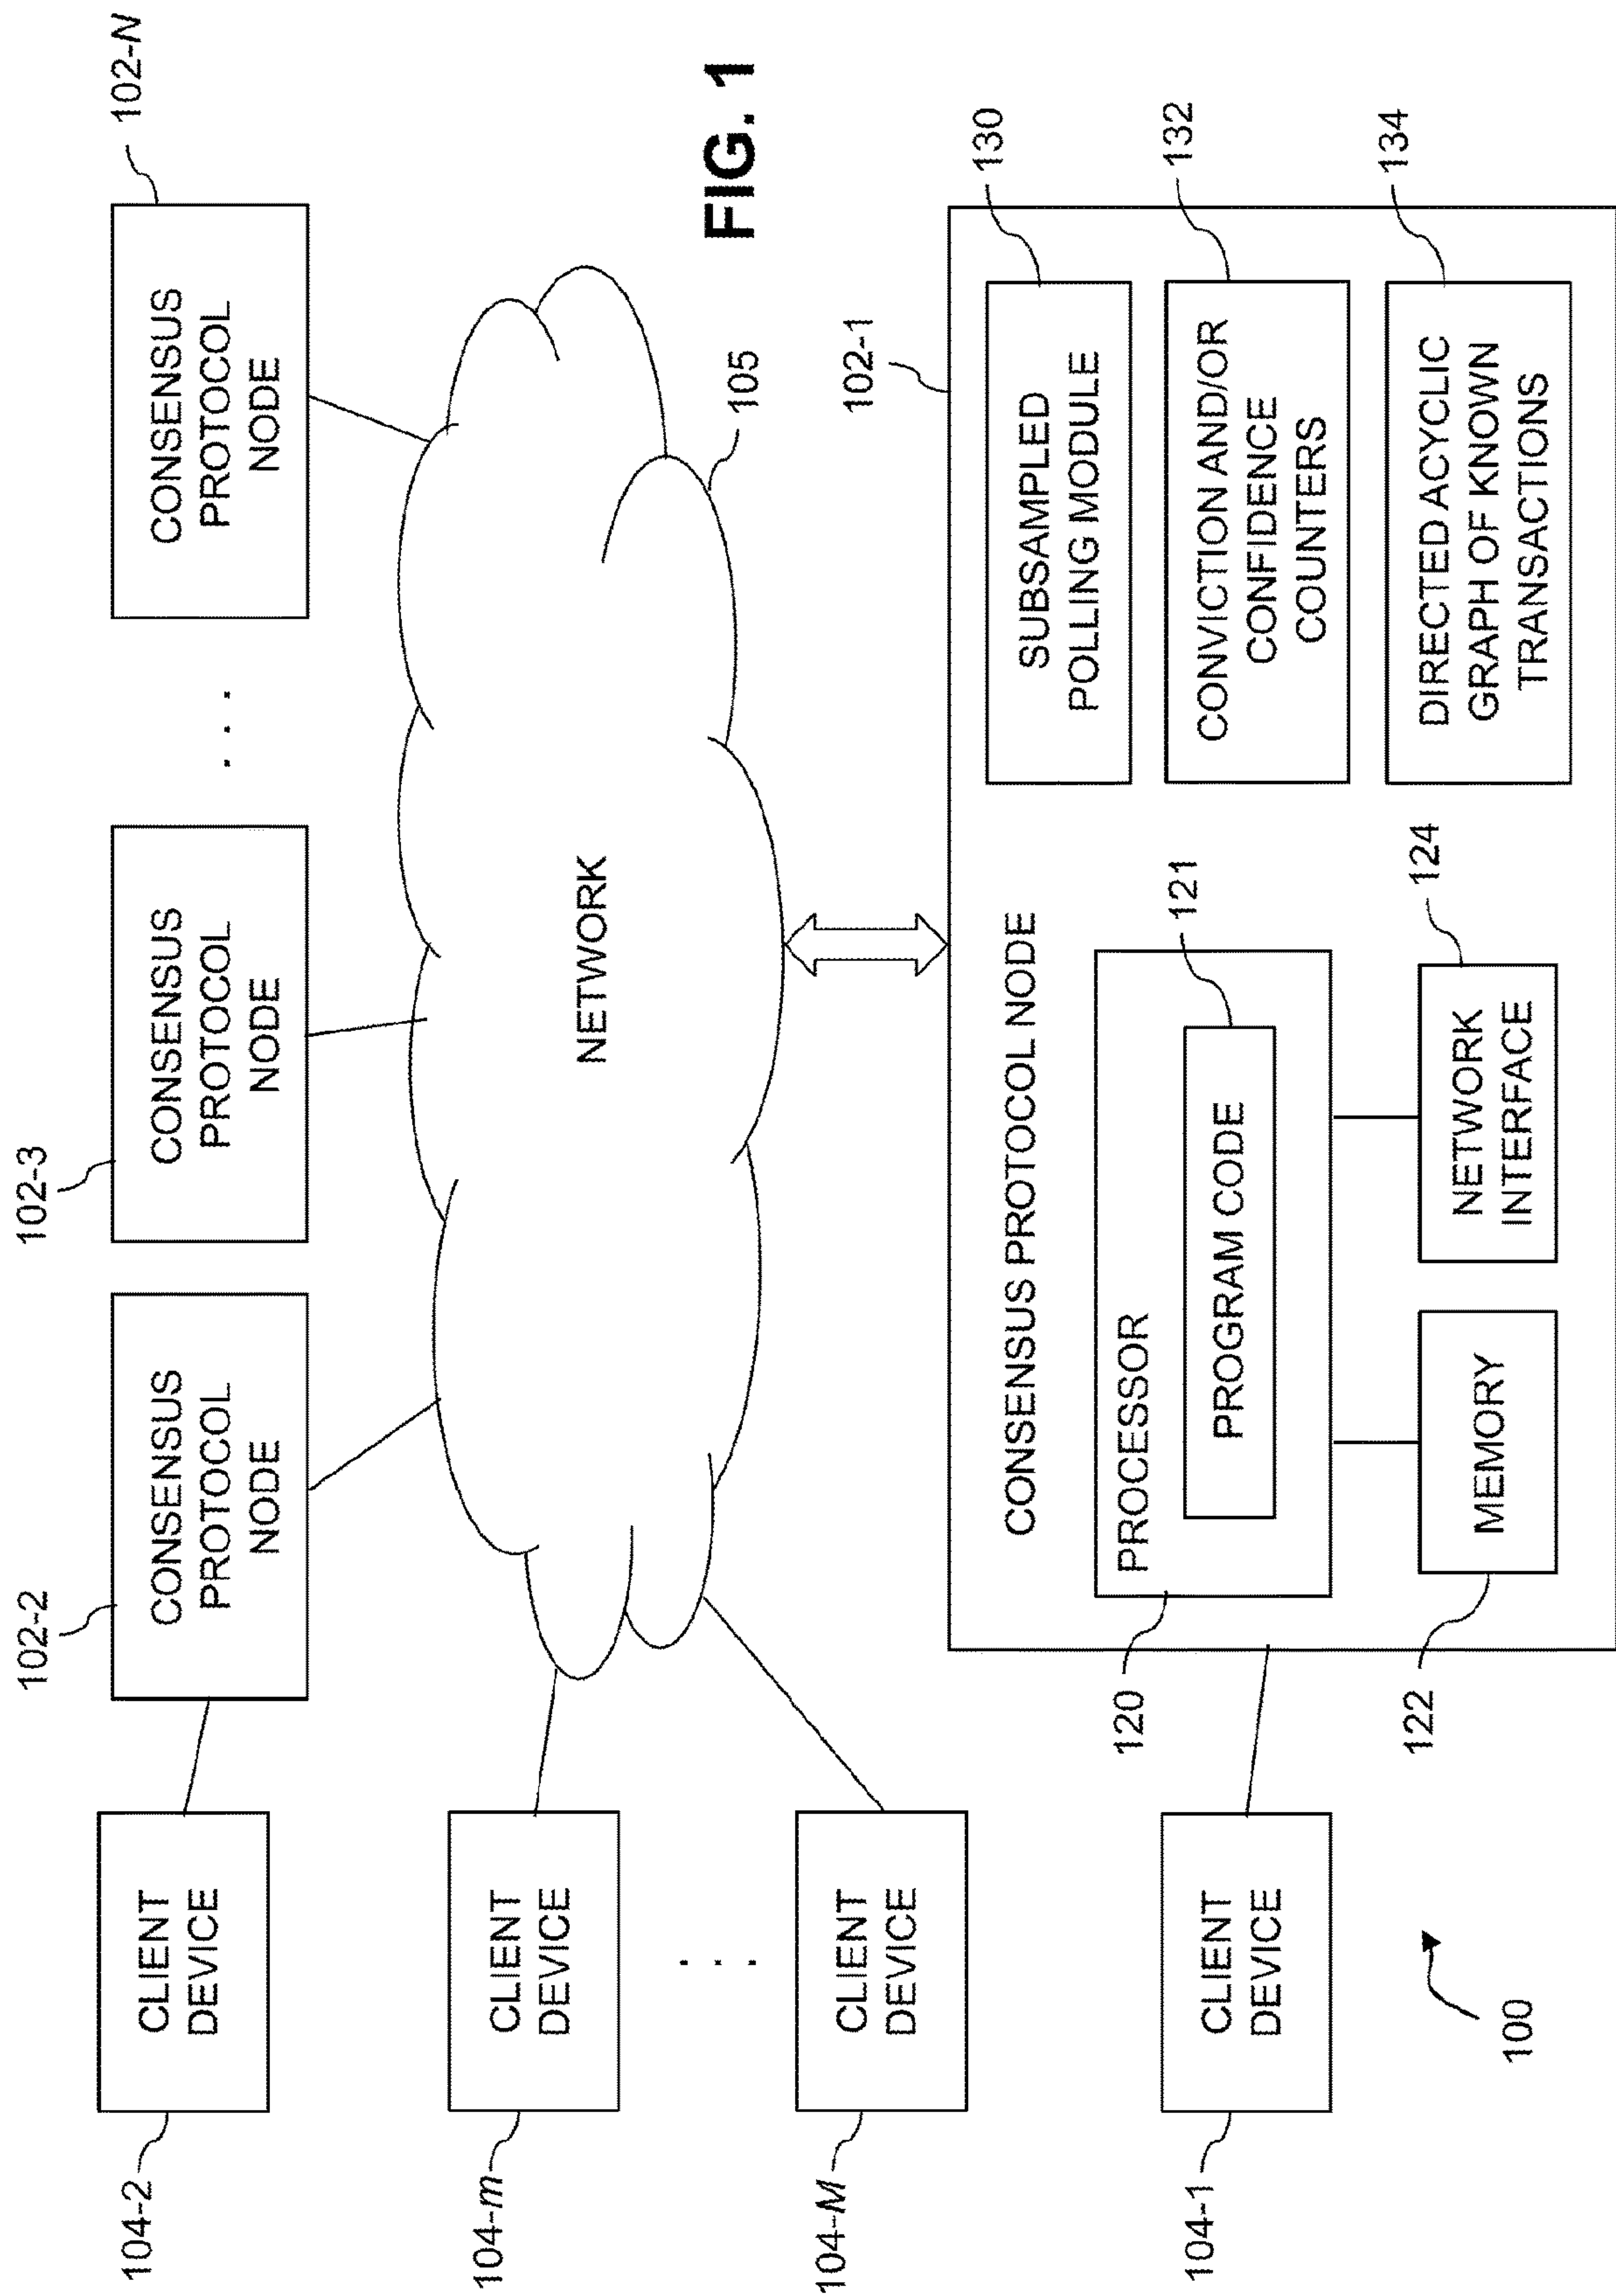 102-2
102-3
102-N
CONSENSUS
PROTOCOL
NODE
CONSENSUS
PROTOCOL
NODE
. . .
CONSENSUS
PROTOCOL
NODE
104-2
CLIENT
DEVICE
104-m
CLIENT
DEVICE
. . .
104-M
CLIENT
DEVICE
NETWORK
105
FIG. 1
104-1
CLIENT
DEVICE
100
102-1
CONSENSUS PROTOCOL NODE
120
PROCESSOR
121
PROGRAM CODE
122
MEMORY
124
NETWORK
INTERFACE
130
SUBSAMPLED
POLLING MODULE
132
CONVICTION AND/OR
CONFIDENCE
COUNTERS
134
DIRECTED ACYCLIC
GRAPH OF KNOWN
TRANSACTIONS